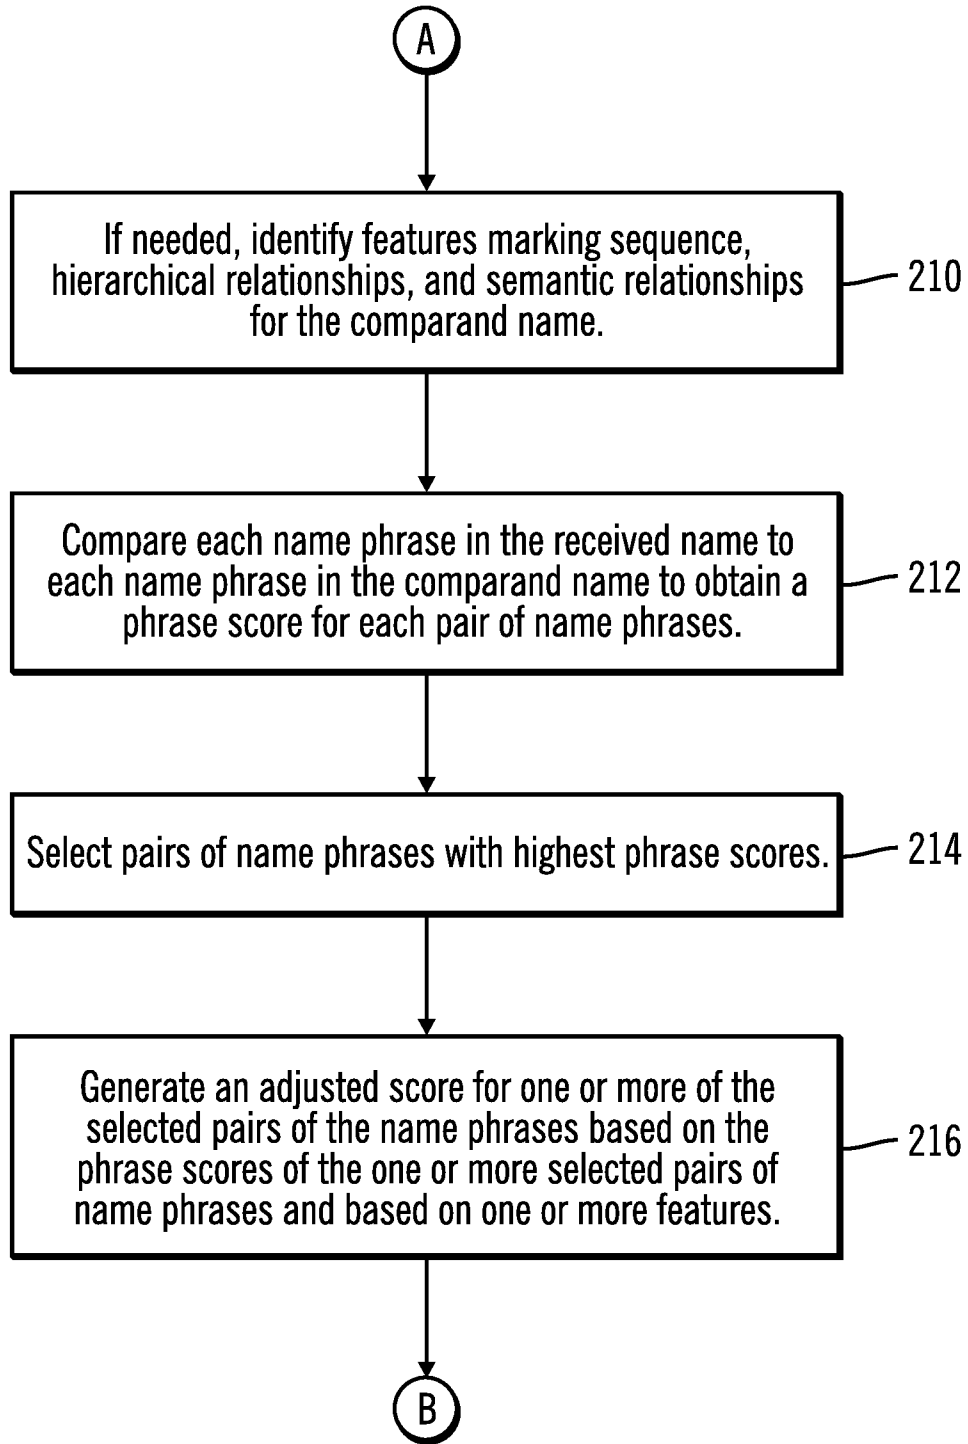 A
If needed, identify features marking sequence,
hierarchical relationships, and semantic relationships
for the comparand name.
210
Compare each name phrase in the received name to
each name phrase in the comparand name to obtain a
phrase score for each pair of name phrases.
212
Select pairs of name phrases with highest phrase scores.
214
Generate an adjusted score for one or more of the
selected pairs of the name phrases based on the
phrase scores of the one or more selected pairs of
name phrases and based on one or more features.
216
B